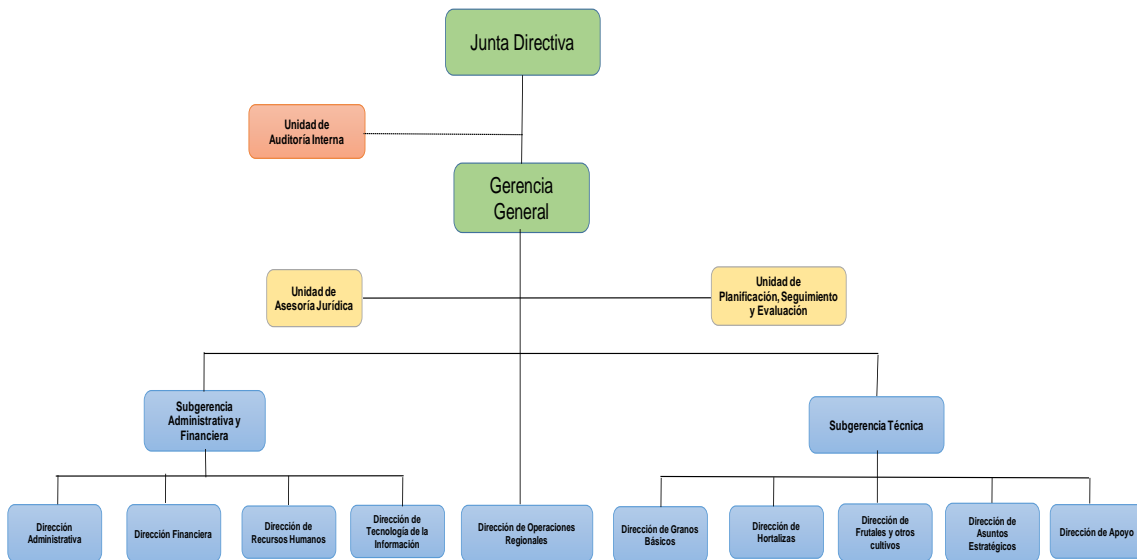 Junta Directiva
Unidad de
Auditoría Interna
Gerencia
General
Unidad de
Asesoría Jurídica
Unidad de
Planificación, Seguimiento
y Evaluación
Subgerencia
Administrativa y
Financiera
Subgerencia Técnica
Dirección
Administrativa
Dirección Financiera
Dirección de
Recursos Humanos
Dirección de
Tecnología de la
Información
Dirección de Operaciones
Regionales
Dirección de Granos
Básicos
Dirección de
Hortalizas
Dirección de
Frutales y otros
cultivos
Dirección de
Asuntos
Estratégicos
Dirección de Apoyo